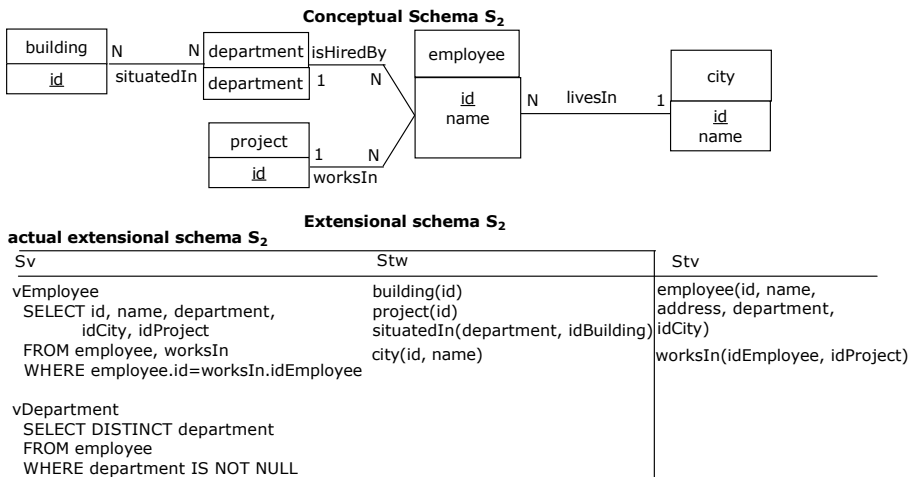 Conceptual Schema S2
building
id
N
N
situatedIn
department
department
isHiredBy
1
N
employee
id
name
N
livesIn
1
city
id
name
project
id
1
N
worksIn
Extensional schema S2
actual extensional schema S2
Sv
Stw
Stv
vEmployee
SELECT id, name, department,
idCity, idProject
FROM employee, worksIn
WHERE employee.id=worksIn.idEmployee
vDepartment
SELECT DISTINCT department
FROM employee
WHERE department IS NOT NULL
building(id)
project(id)
situatedIn(department, idBuilding)
city(id, name)
employee(id, name,
address, department,
idCity)
worksIn(idEmployee, idProject)